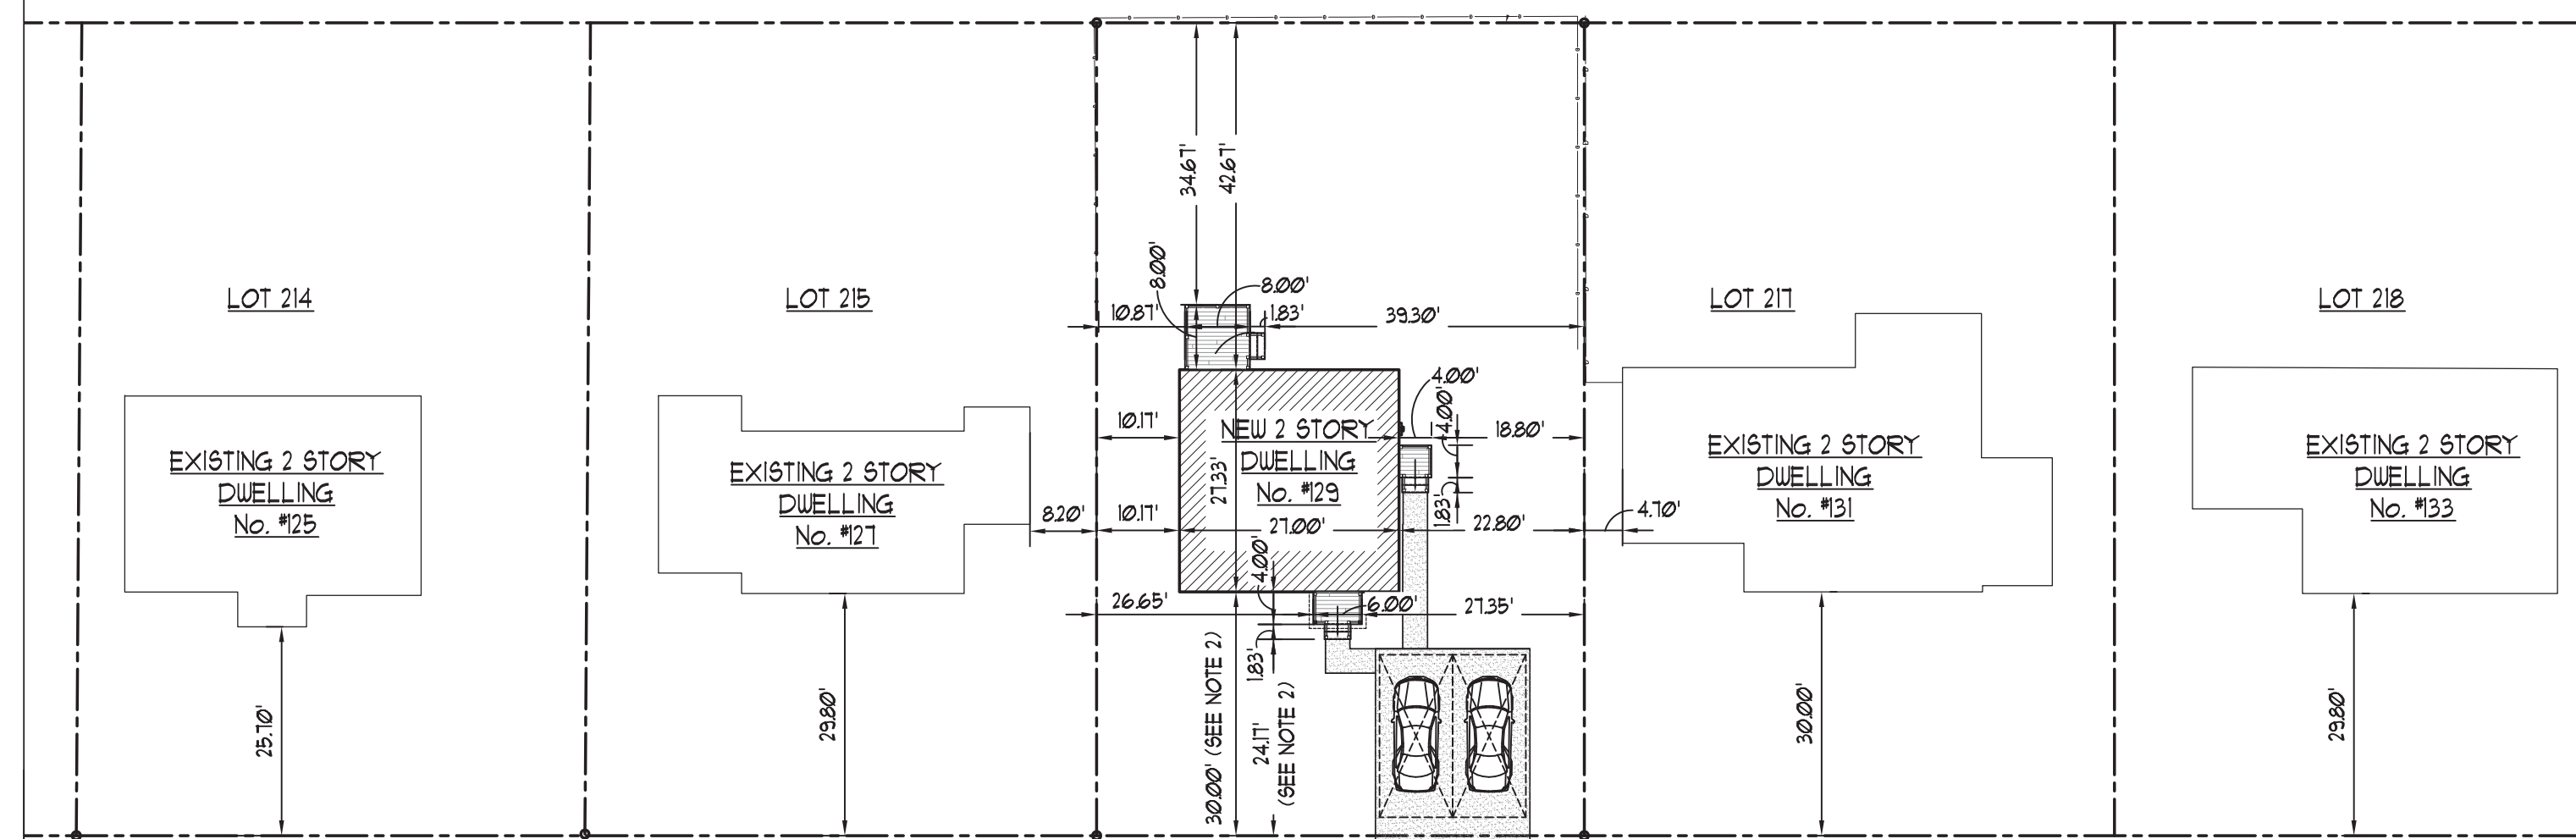 34.67'
42.67'
8.00'
8.00'
LOT 214
LOT 215
LOT 217
LOT 218
10.87'
1.83'
39.30'
4.00'
4.00'
10.17'
18.80'
NEW 2 STORY
DWELLING
No. #129
27.33'
EXISTING 2 STORY
DWELLING
No. #125
EXISTING 2 STORY
DWELLING
No. #127
EXISTING 2 STORY
DWELLING
No. #131
EXISTING 2 STORY
DWELLING
No. #133
8.20'
10.17'
27.00'
1.83'
22.80'
4.70'
4.00'
26.65'
6.00'
27.35'
1.83'
25.70'
29.80'
30.00' (SEE NOTE 2)
24.17'
(SEE NOTE 2)
30.00'
29.80'